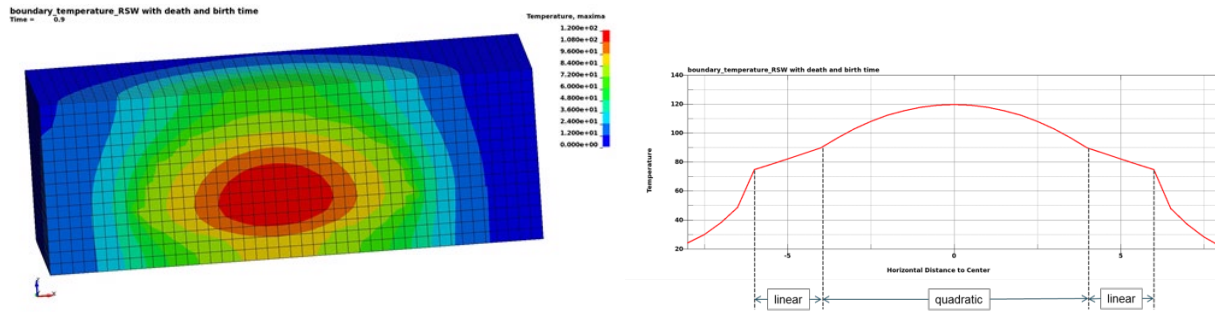 boundary_temperature_RSW with death and birth time
Time = 0.9
Temperature, maxima
1.200e+02
1.080e+02
9.600e+01
8.400e+01
7.200e+01
6.000e+01
4.800e+01
3.600e+01
2.400e+01
1.200e+01
0.000e+00
boundary_temperature_RSW with death and birth time
140
120
100
80
60
40
20
Temperature
-5 0 5
Horizontal Distance to Center
linear quadratic linear